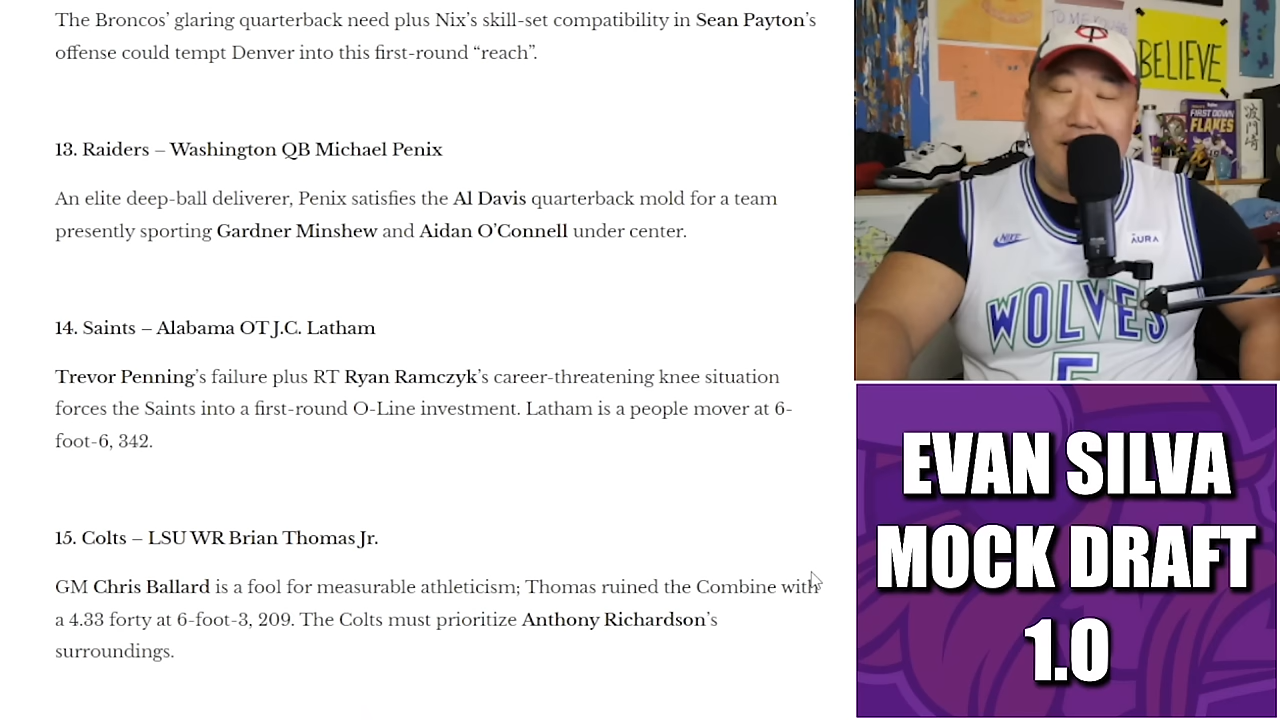 The Broncos’ glaring quarterback need plus Nix’s skill-set compatibility in Sean Payton’s
offense could tempt Denver into this first-round “reach”.
13. Raiders – Washington QB Michael Penix
An elite deep-ball deliverer, Penix satisfies the Al Davis quarterback mold for a team
presently sporting Gardner Minshew and Aidan O’Connell under center.
14. Saints – Alabama OT J.C. Latham
Trevor Penning’s failure plus RT Ryan Ramczyk’s career-threatening knee situation
forces the Saints into a first-round O-Line investment. Latham is a people mover at 6-
foot-6, 342.
15. Colts – LSU WR Brian Thomas Jr.
GM Chris Ballard is a fool for measurable athleticism; Thomas ruined the Combine with
a 4.33 forty at 6-foot-3, 209. The Colts must prioritize Anthony Richardson’s
surroundings.
BELIEVE
FIRST DOWN
FLAKES
NIKE
AURA
WOLVES
5
EVAN SILVA
MOCK DRAFT
1.0